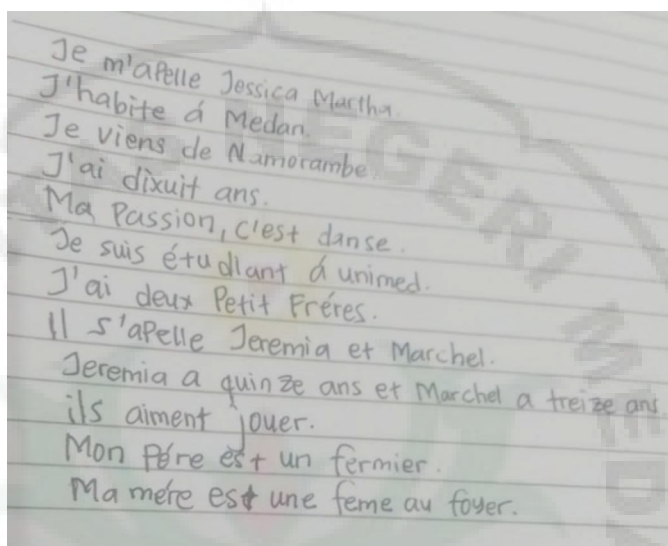 Je m'apelle Jessica Martha.
J'habite á Medan.
Je viens de Namorambe.
J'ai dixuit ans.
Ma Passion, c'est danse.
Je suis étudiant á unimed.
J'ai deux Petit Fréres.
Il s'apelle Jeremia et Marchel.
Jeremia a quinze ans et Marchel a treize ans
ils aiment jouer.
Mon Pére est un fermier.
Ma mére est une feme au foyer.